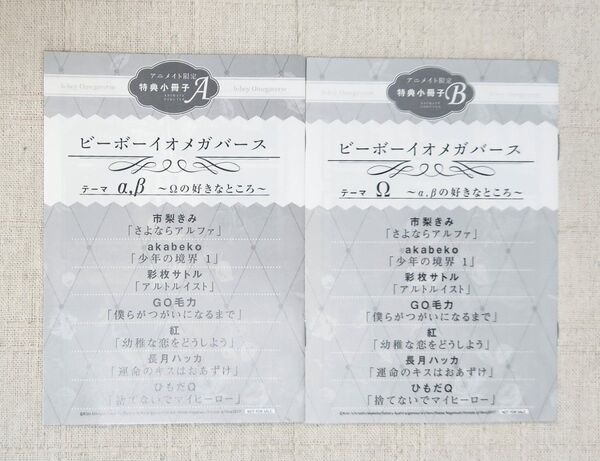 アニメイト限定
特典小冊子 A
b-boy Omegaverse
ビーボーイオメガバース
テーマ α,β ～Ωの好きなところ～
市梨きみ
「さよならアルファ」
akabeko
「少年の境界 1」
彩枚サトル
「アルトルイスト」
GO毛力
「僕らがつがいになるまで」
紅
「幼稚な恋をどうしよう」
長月ハッカ
「運命のキスはおあずけ」
ひもだQ
「捨てないでマイヒーロー」
NOT FOR SALE
アニメイト限定
特典小冊子 B
b-boy Omegaverse
ビーボーイオメガバース
テーマ Ω ～α,βの好きなところ～
市梨きみ
「さよならアルファ」
akabeko
「少年の境界 1」
彩枚サトル
「アルトルイスト」
GO毛力
「僕らがつがいになるまで」
紅
「幼稚な恋をどうしよう」
長月ハッカ
「運命のキスはおあずけ」
ひもだQ
「捨てないでマイヒーロー」
NOT FOR SALE